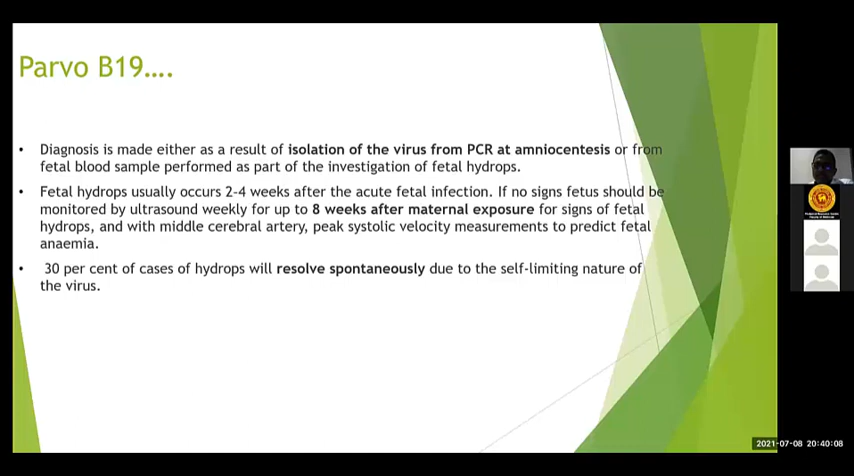 Parvo B19....
• Diagnosis is made either as a result of isolation of the virus from PCR at amniocentesis or from
fetal blood sample performed as part of the investigation of fetal hydrops.
• Fetal hydrops usually occurs 2-4 weeks after the acute fetal infection. If no signs fetus should be
monitored by ultrasound weekly for up to 8 weeks after maternal exposure for signs of fetal
hydrops, and with middle cerebral artery, peak systolic velocity measurements to predict fetal
anaemia.
• 30 per cent of cases of hydrops will resolve spontaneously due to the self-limiting nature of
the virus.
2021-07-08 20:40:08